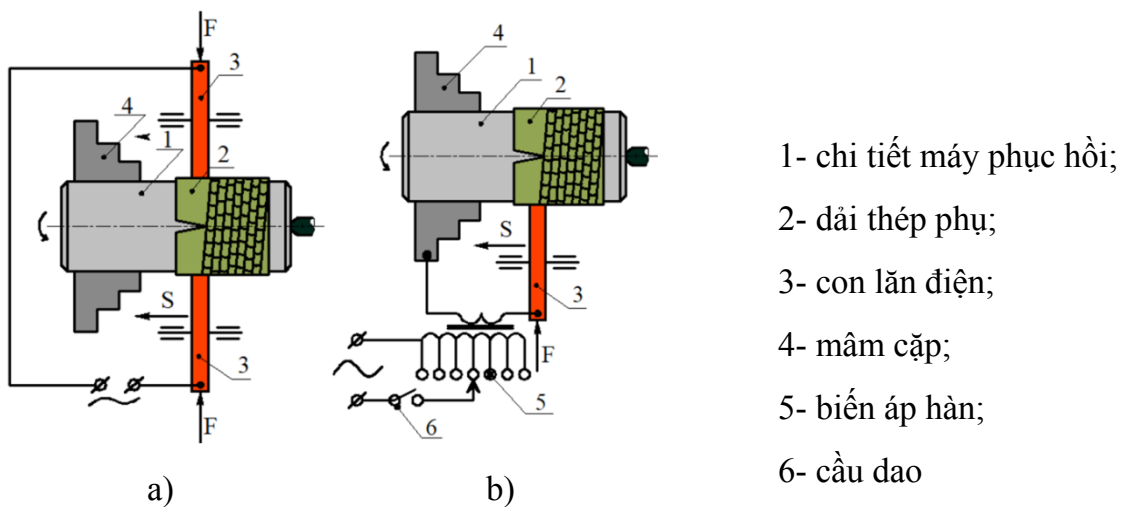 F
3
4
1
2
S
3
F
a)
4
1
2
S
3
F
5
6
b)
1- chi tiết máy phục hồi;
2- dải thép phụ;
3- con lăn điện;
4- mâm cặp;
5- biến áp hàn;
6- cầu dao